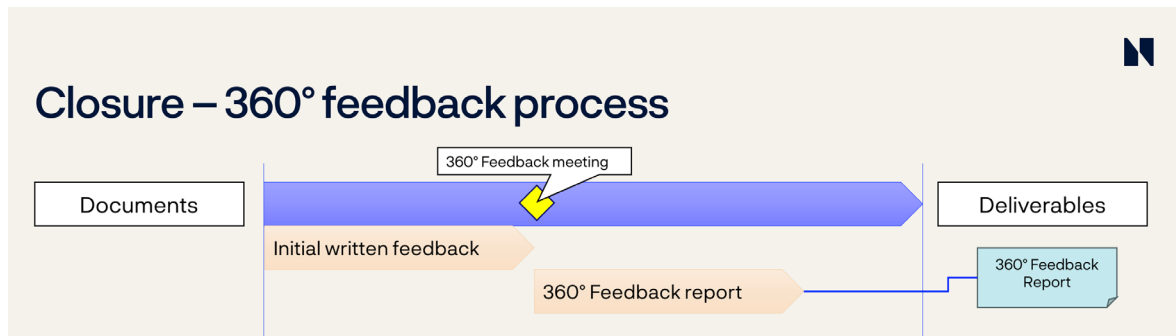 Closure – 360° feedback process
360° Feedback meeting
Documents
Deliverables
Initial written feedback
360° Feedback
Report
360° Feedback report